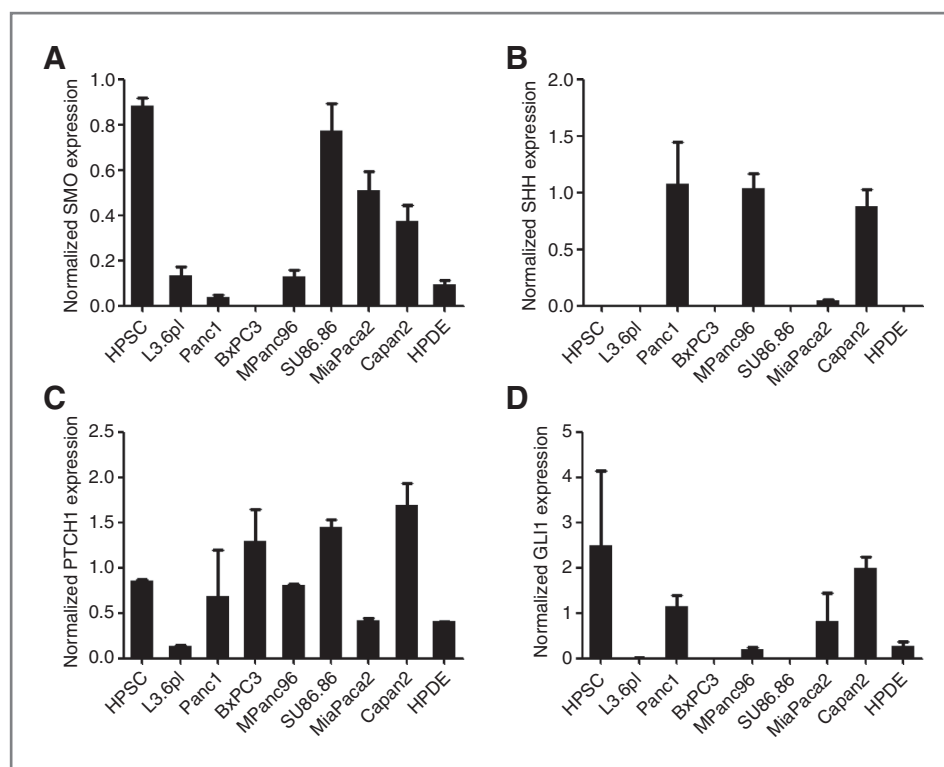 A
Normalized SMO expression
1.0
0.8
0.6
0.4
0.2
0.0
HPSC
L3.6pl
Panc1
BxPC3
MPanc96
SU86.86
MiaPaca2
Capan2
HPDE
B
Normalized SHH expression
2.0
1.5
1.0
0.5
0.0
HPSC
L3.6pl
Panc1
BxPC3
MPanc96
SU86.86
MiaPaca2
Capan2
HPDE
C
Normalized PTCH1 expression
2.5
2.0
1.5
1.0
0.5
0.0
HPSC
L3.6pl
Panc1
BxPC3
MPanc96
SU86.86
MiaPaca2
Capan2
HPDE
D
Normalized GLI1 expression
5
4
3
2
1
0
HPSC
L3.6pl
Panc1
BxPC3
MPanc96
SU86.86
MiaPaca2
Capan2
HPDE